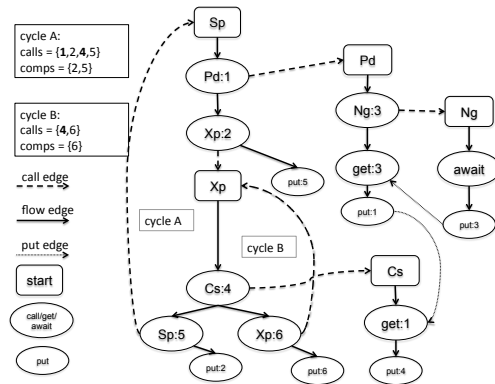 cycle A:
calls = {1,2,4,5}
comps = {2,5}
cycle B:
calls = {4,6}
comps = {6}
call edge
flow edge
put edge
start
call/get/
await
put
Sp
Pd:1
Xp:2
put:5
Xp
cycle A
cycle B
Cs:4
Sp:5
Xp:6
put:2
put:6
Pd
Ng:3
get:3
put:1
Ng
await
put:3
Cs
get:1
put:4